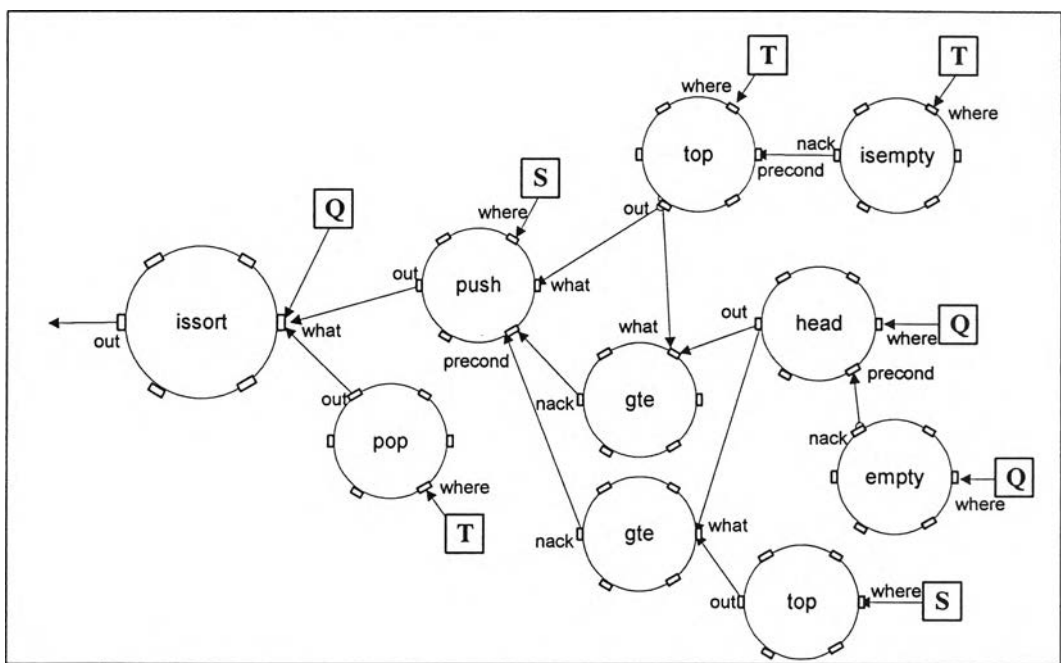 T
T
where
where
top
nack
isempty
precond
S
Q
where
out
out
push
what
issort
what
out
precond
what
out
head
where
Q
precond
out
pop
nack
gte
nack
empty
Q
where
where
T
what
nack
gte
out
top
where
S